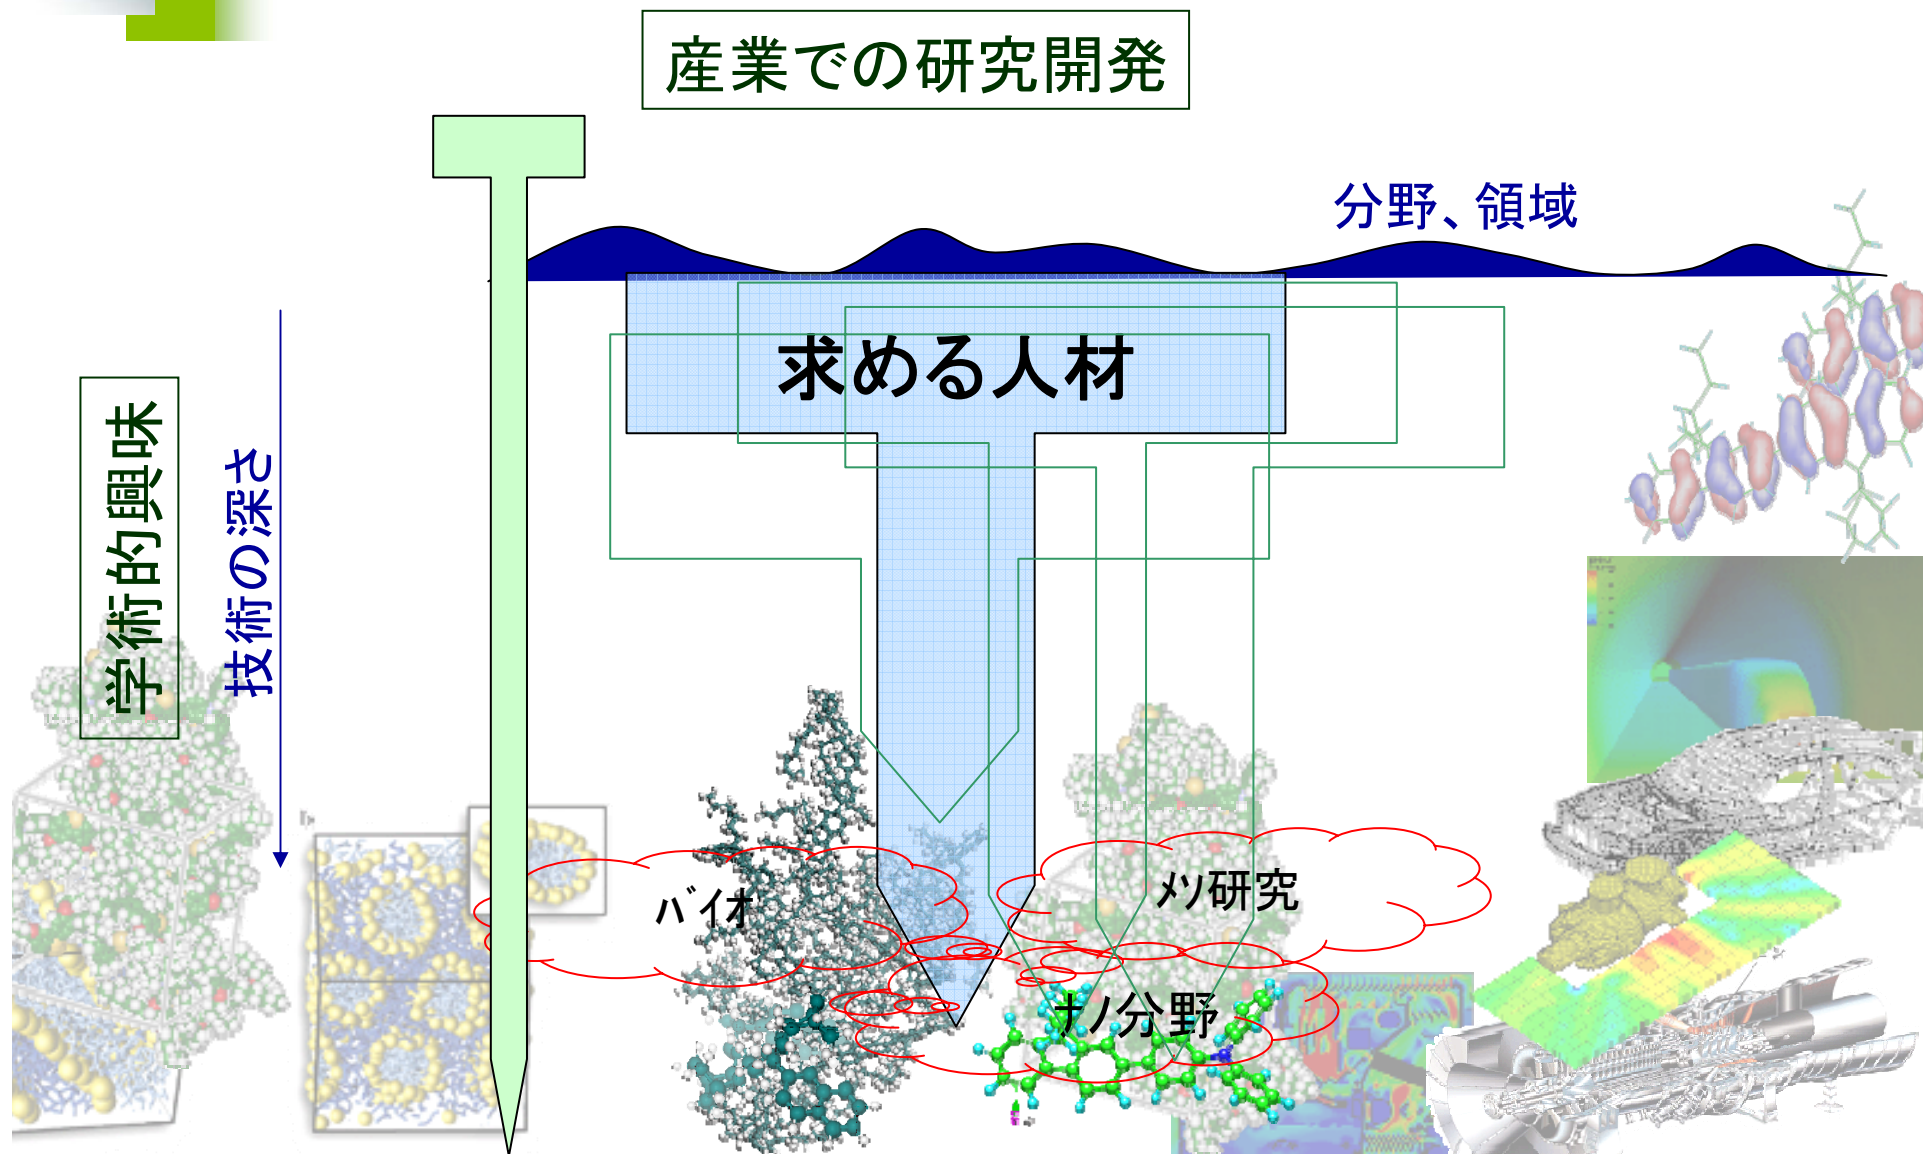 産業での研究開発
分野、領域
求める人材
学術的興味
技術の深さ
ﾊﾞｲｵ
ﾒｿ研究
ﾅﾉ分野